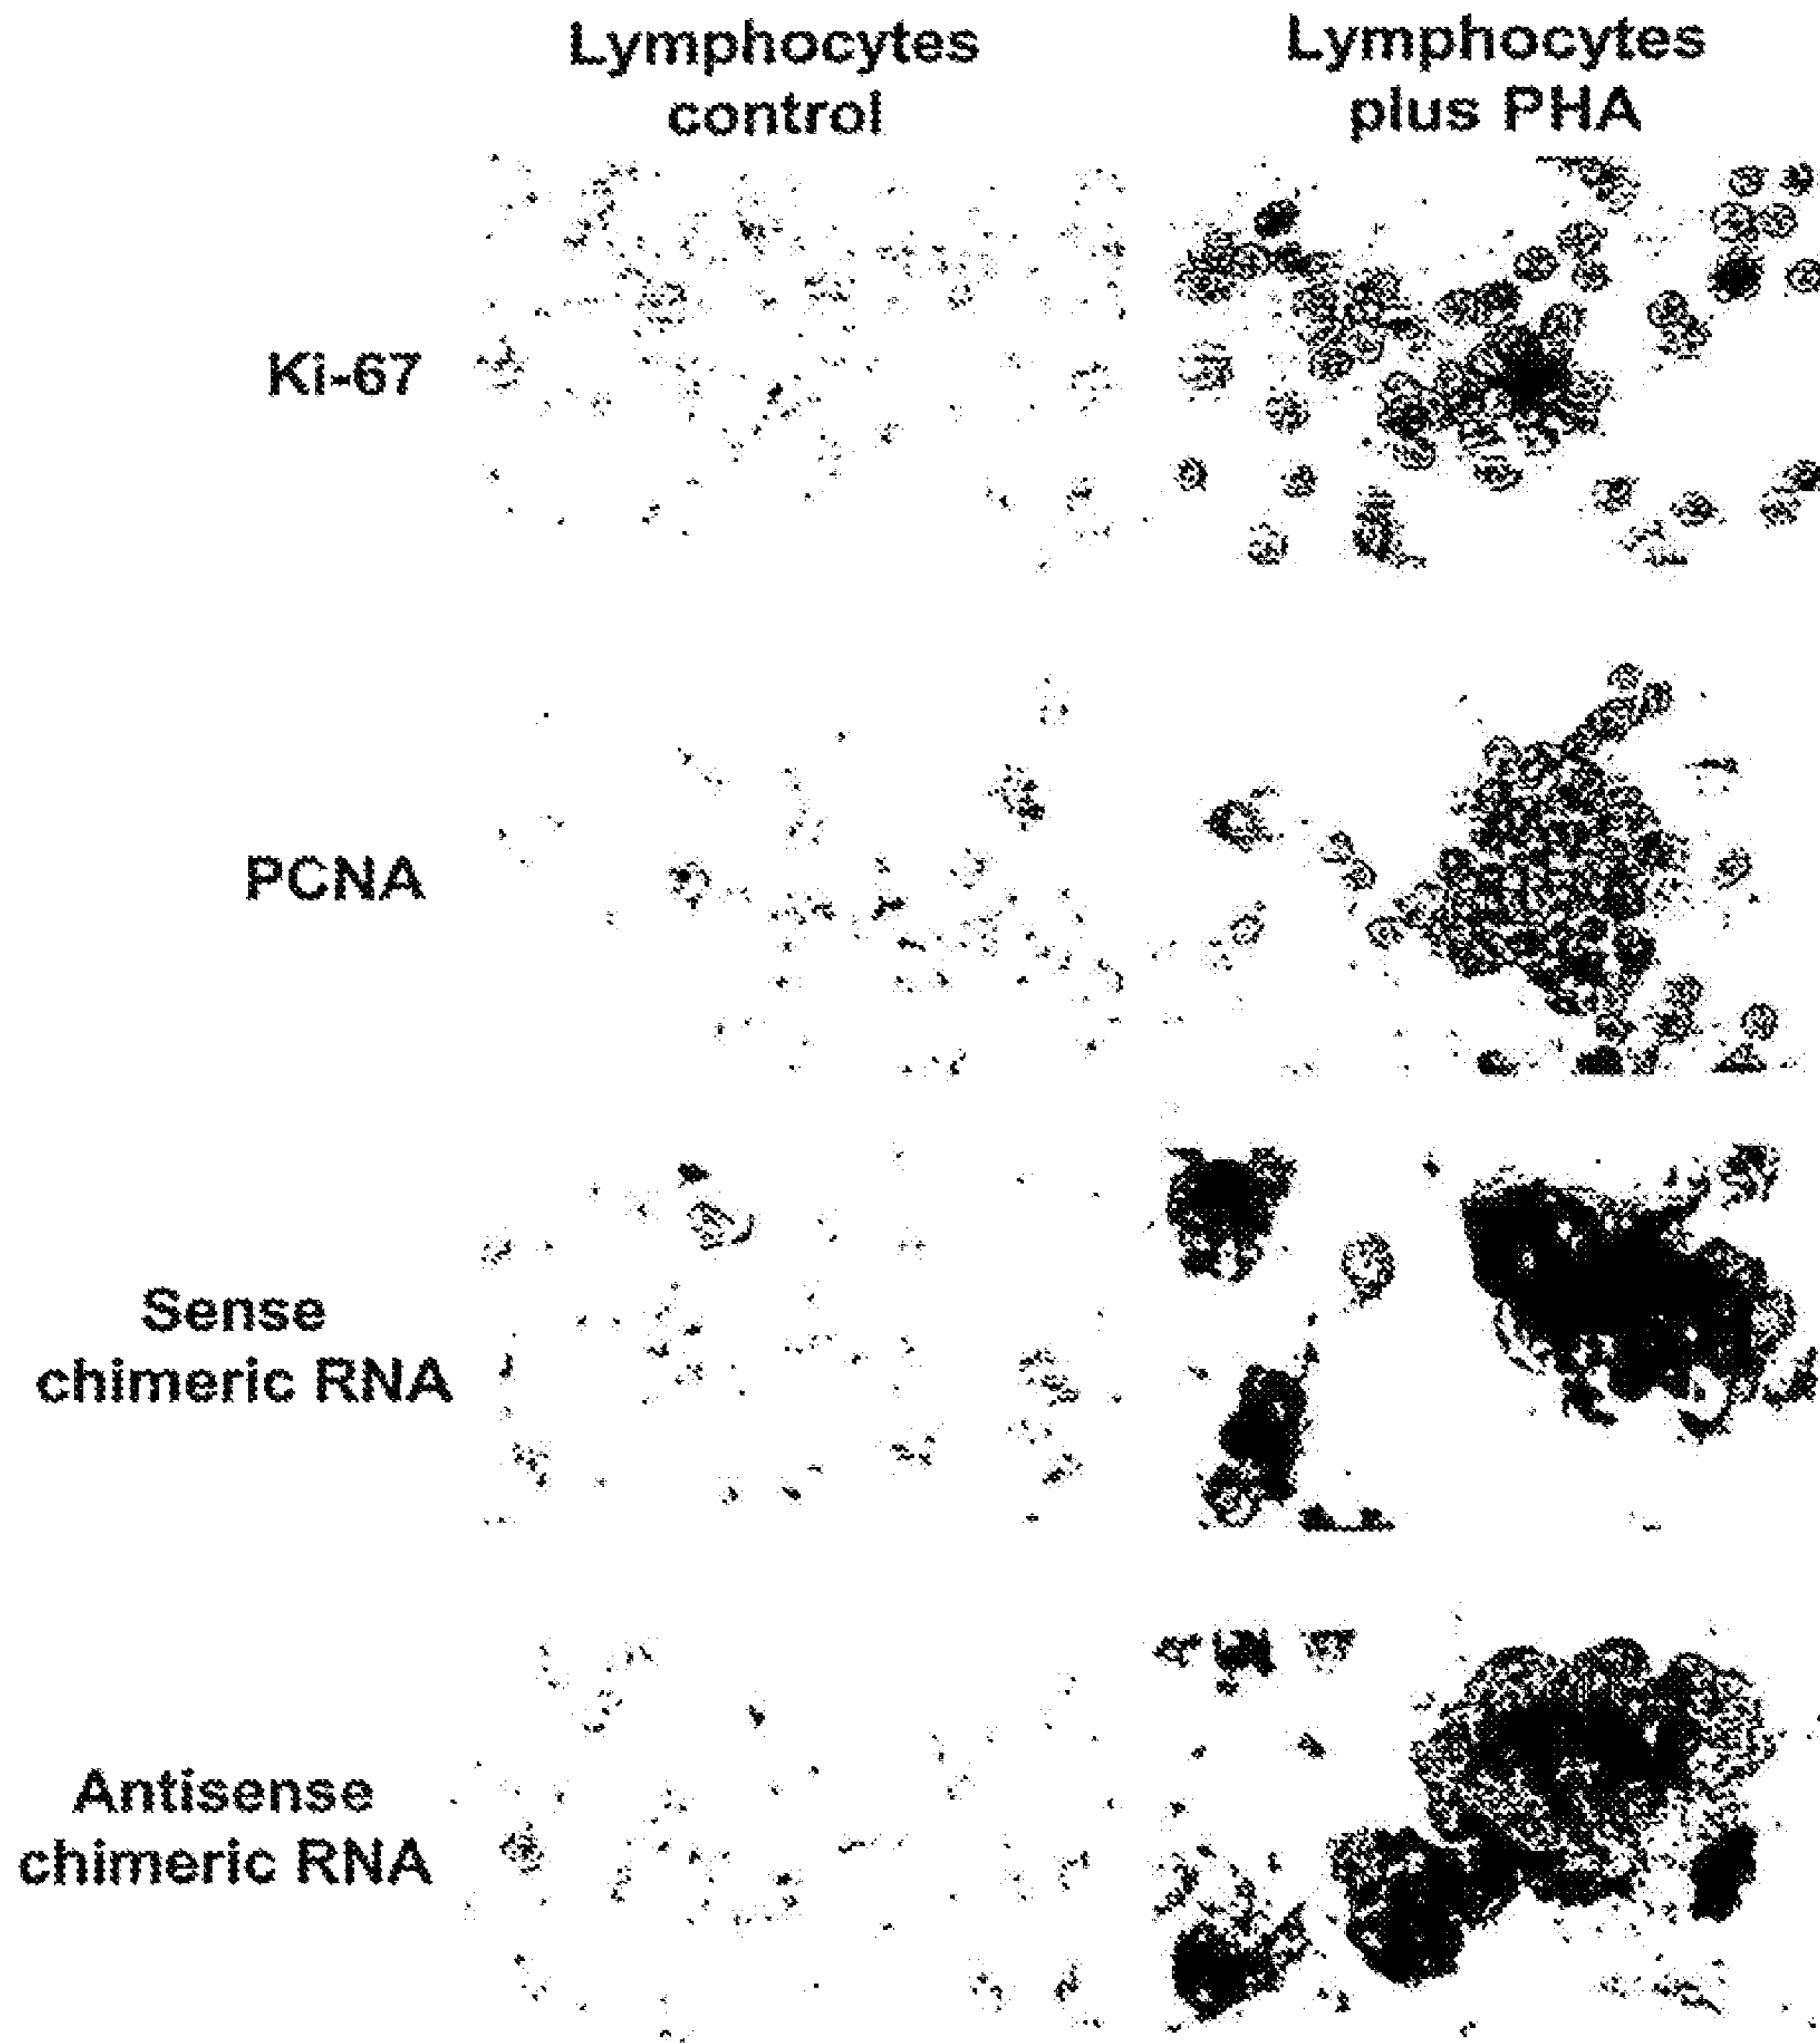 Lymphocytes
control
Lymphocytes
plus PHA
Ki-67
PCNA
Sense
chimeric RNA
Antisense
chimeric RNA